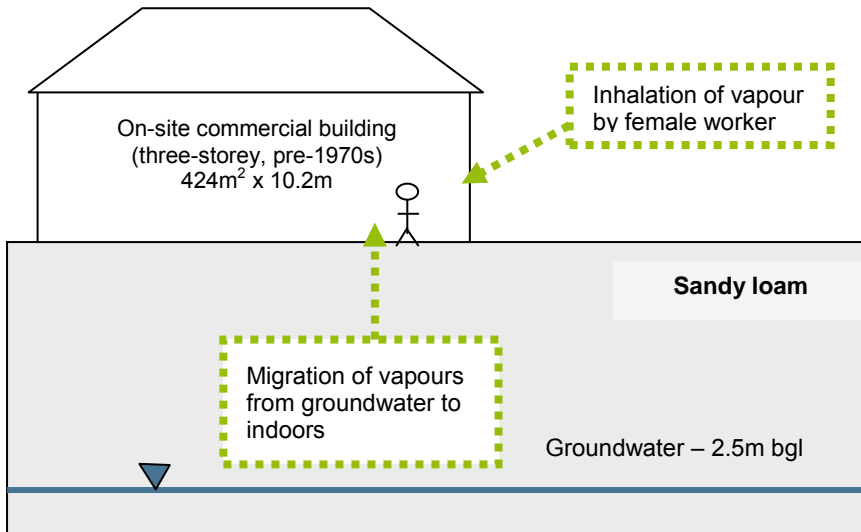 On-site commercial building
(three-storey, pre-1970s)
424m² x 10.2m
Inhalation of vapour
by female worker
Sandy loam
Migration of vapours
from groundwater to
indoors
Groundwater – 2.5m bgl